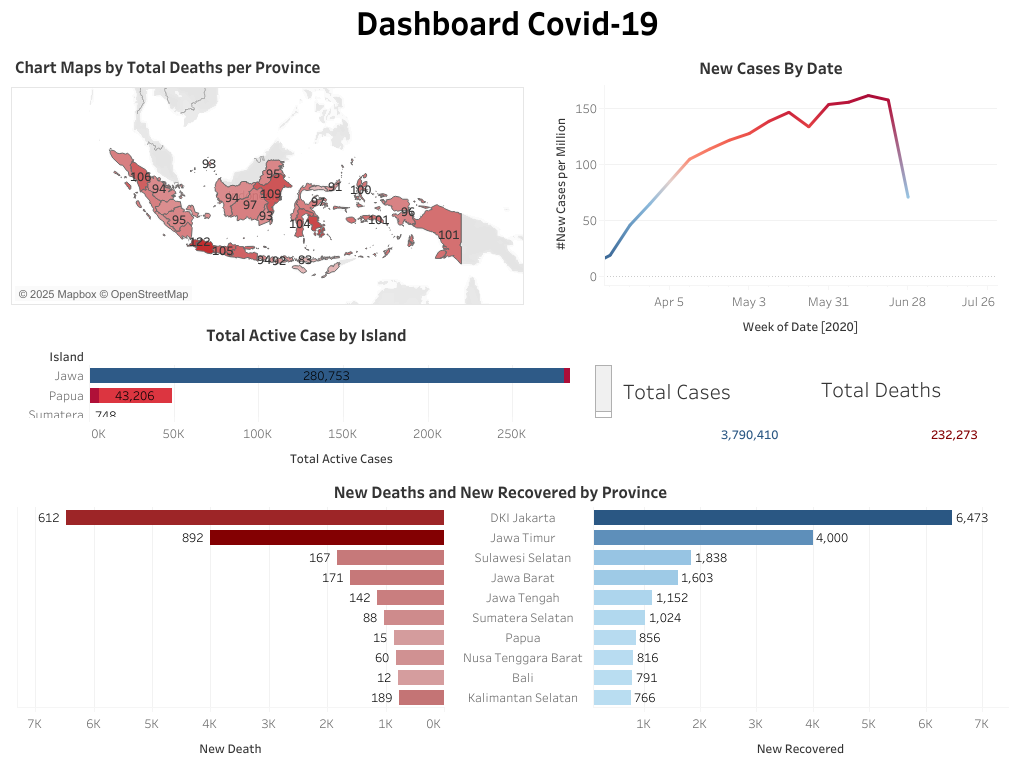 Dashboard Covid-19
Chart Maps by Total Deaths per Province
93
106
94
95
122
105
94
92
83
94
97
95
109
93
104
97
91
100
101
96
101
© 2025 Mapbox © OpenStreetMap
New Cases By Date
#New Cases per Million
150
100
50
0
Apr 5 May 3 May 31 Jun 28 Jul 26
Week of Date [2020]
Total Active Case by Island
Island
Jawa 280,753
Papua 43,206
Sumatera 748
0K 50K 100K 150K 200K 250K
Total Active Cases
Total Cases Total Deaths
3,790,410 232,273
New Deaths and New Recovered by Province
612 DKI Jakarta 6,473
892 Jawa Timur 4,000
167 Sulawesi Selatan 1,838
171 Jawa Barat 1,603
142 Jawa Tengah 1,152
88 Sumatera Selatan 1,024
15 Papua 856
60 Nusa Tenggara Barat 816
12 Bali 791
189 Kalimantan Selatan 766
7K 6K 5K 4K 3K 2K 1K 0K 1K 2K 3K 4K 5K 6K 7K
New Death New Recovered